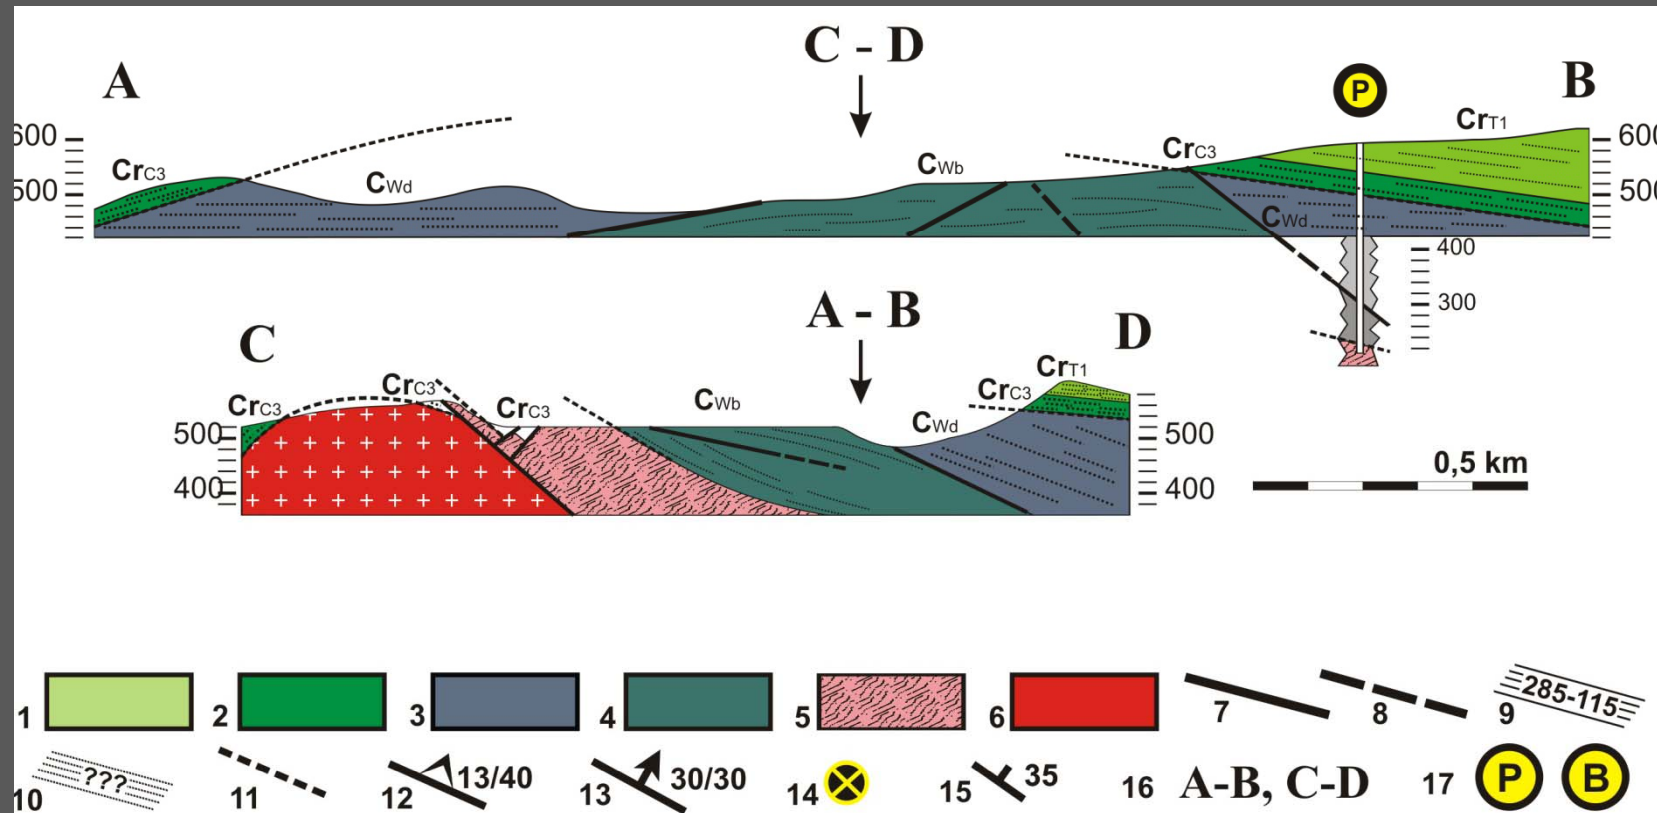 C - D
A
P
B
600
500
CrC3
CWd
CWb
CrC3
CrT1
600
500
CWd
400
300
A - B
C
D
CrC3
CrC3
CrC3
CWb
CWd
CrC3
CrT1
500
400
500
400
0,5 km
1 2 3 4 5 6 7 8 9 285-115
10 ??? 11 12 13/40 13 30/30 14 15 35 16 A-B, C-D 17 P B